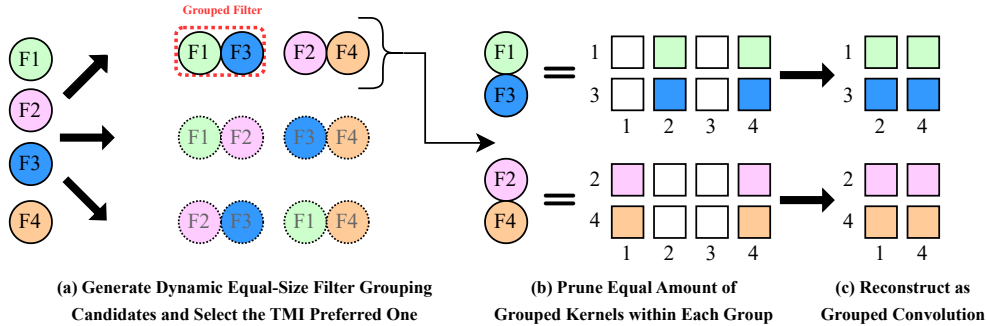 Grouped Filter
F1
F2
F3
F4
F1 F3 F2 F4
F1 F2 F3 F4
F2 F3 F1 F4
F1
F3
=
1
3
1 2 3 4
1
3
2 4
F2
F4
=
2
4
1 2 3 4
2
4
1 4
(a) Generate Dynamic Equal-Size Filter Grouping
Candidates and Select the TMI Preferred One
(b) Prune Equal Amount of
Grouped Kernels within Each Group
(c) Reconstruct as
Grouped Convolution